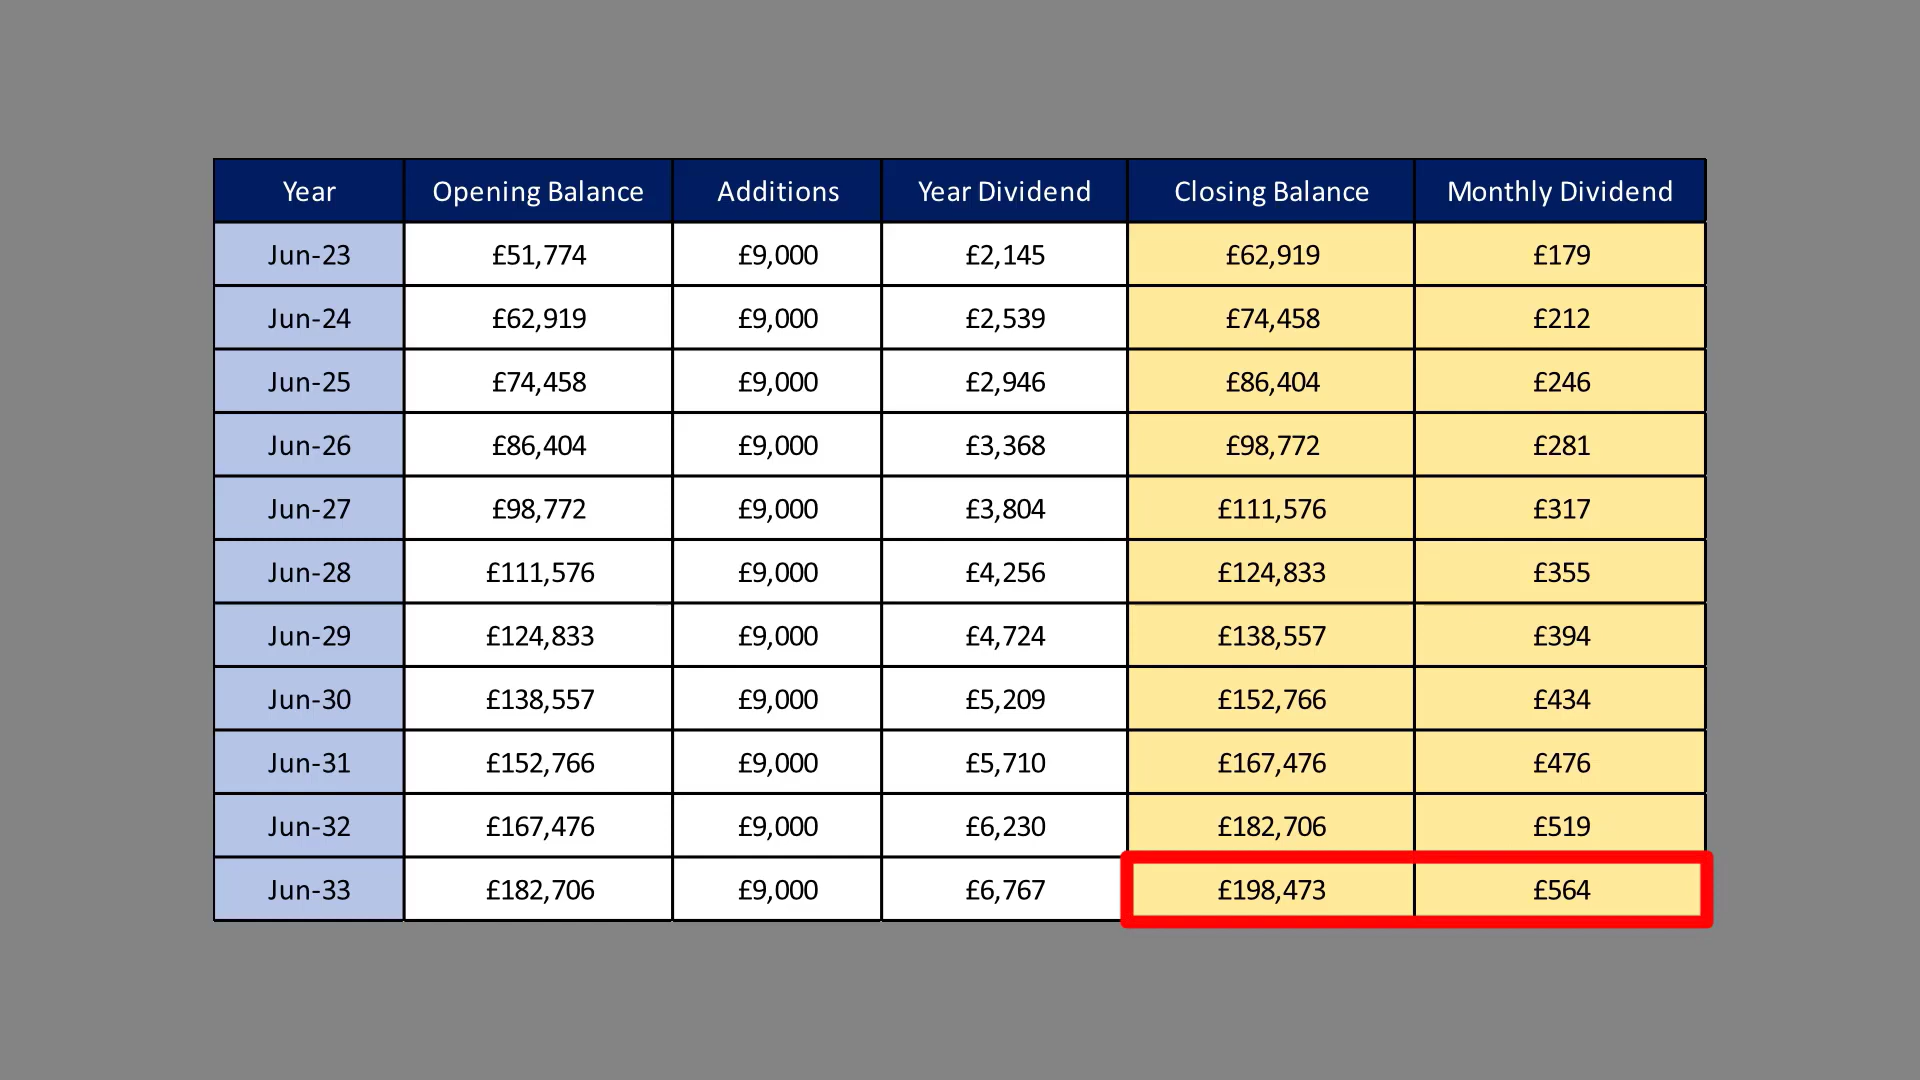 Year Opening Balance Additions Year Dividend Closing Balance Monthly Dividend
Jun-23 £51,774 £9,000 £2,145 £62,919 £179
Jun-24 £62,919 £9,000 £2,539 £74,458 £212
Jun-25 £74,458 £9,000 £2,946 £86,404 £246
Jun-26 £86,404 £9,000 £3,368 £98,772 £281
Jun-27 £98,772 £9,000 £3,804 £111,576 £317
Jun-28 £111,576 £9,000 £4,256 £124,833 £355
Jun-29 £124,833 £9,000 £4,724 £138,557 £394
Jun-30 £138,557 £9,000 £5,209 £152,766 £434
Jun-31 £152,766 £9,000 £5,710 £167,476 £476
Jun-32 £167,476 £9,000 £6,230 £182,706 £519
Jun-33 £182,706 £9,000 £6,767 £198,473 £564